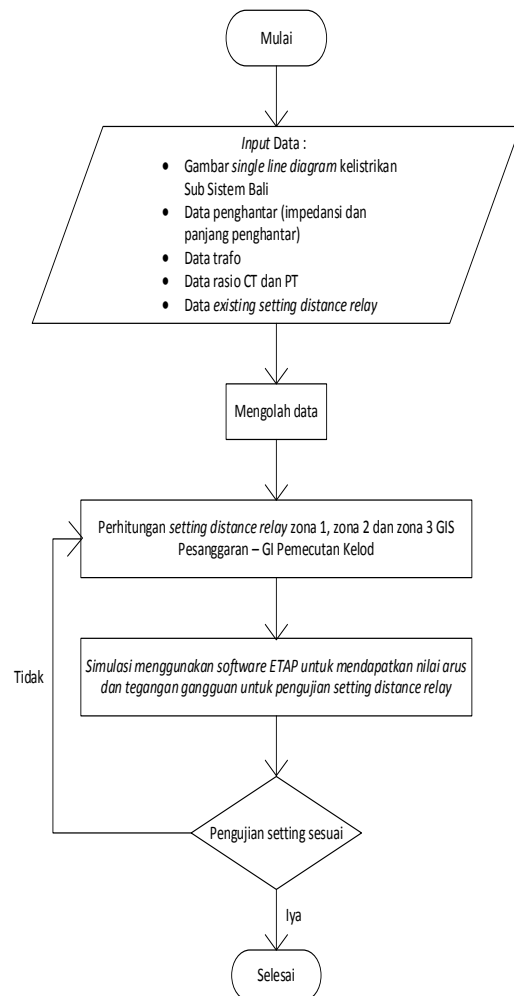 Mulai
Input Data :
• Gambar single line diagram kelistrikan
Sub Sistem Bali
• Data penghantar (impedansi dan
panjang penghantar)
• Data trafo
• Data rasio CT dan PT
• Data existing setting distance relay
Mengolah data
Perhitungan setting distance relay zona 1, zona 2 dan zona 3 GIS
Pesanggaran – GI Pemecutan Kelod
Tidak
Simulasi menggunakan software ETAP untuk mendapatkan nilai arus
dan tegangan gangguan untuk pengujian setting distance relay
Pengujian setting sesuai
Iya
Selesai